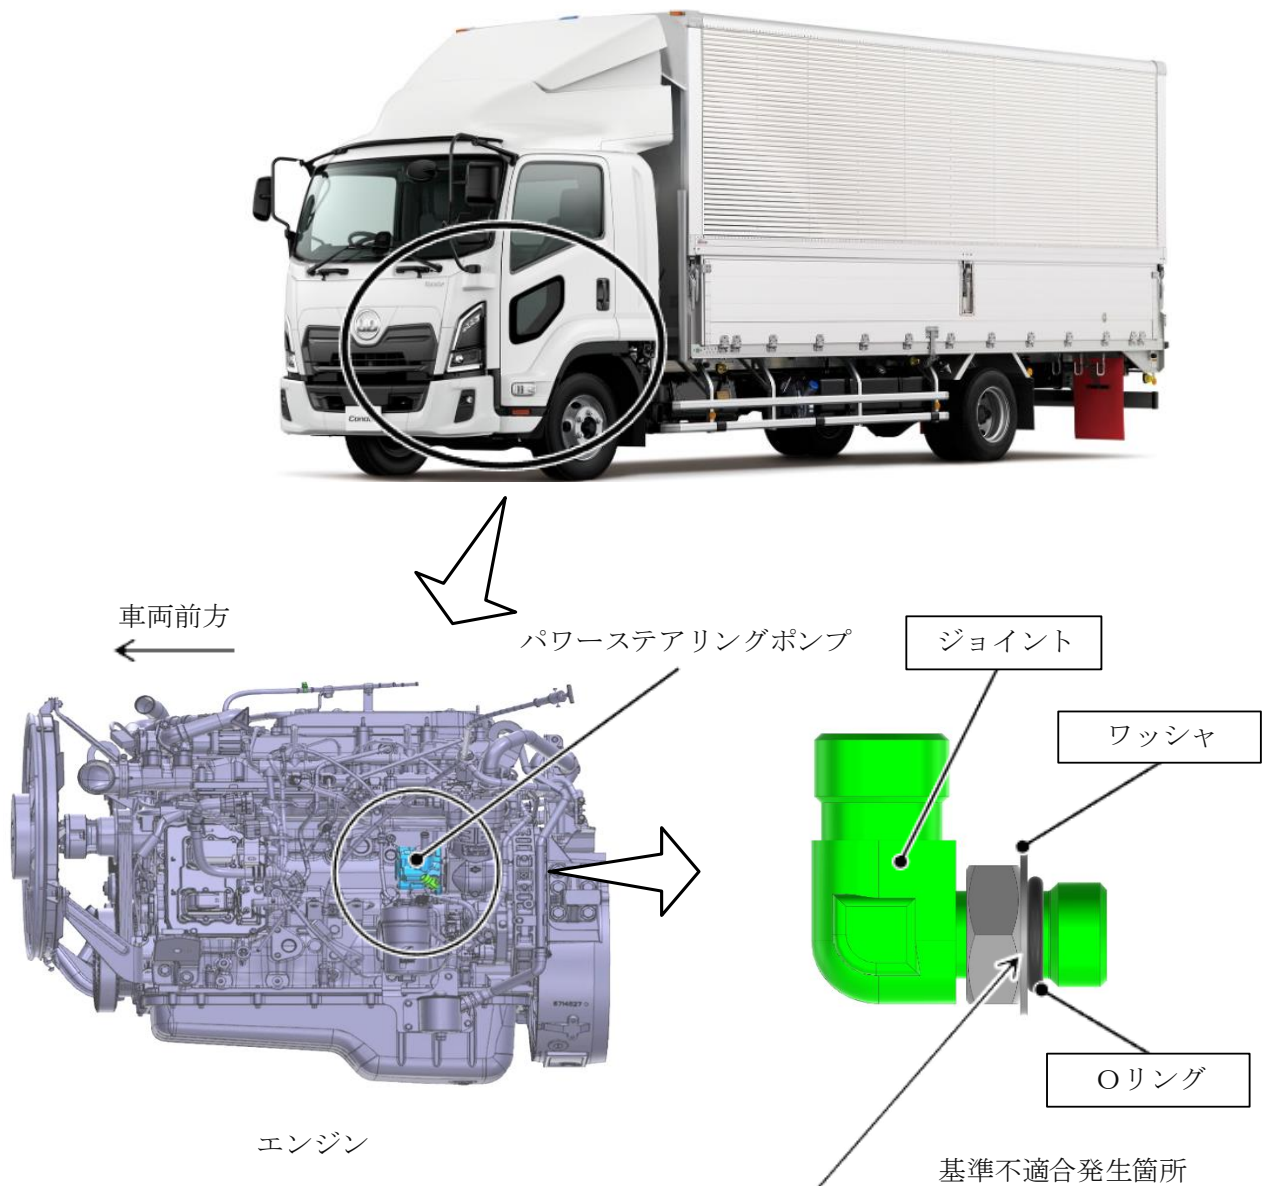 Condor
車両前方
パワーステアリングポンプ
ジョイント
ワッシャ
Oリング
エンジン
基準不適合発生箇所